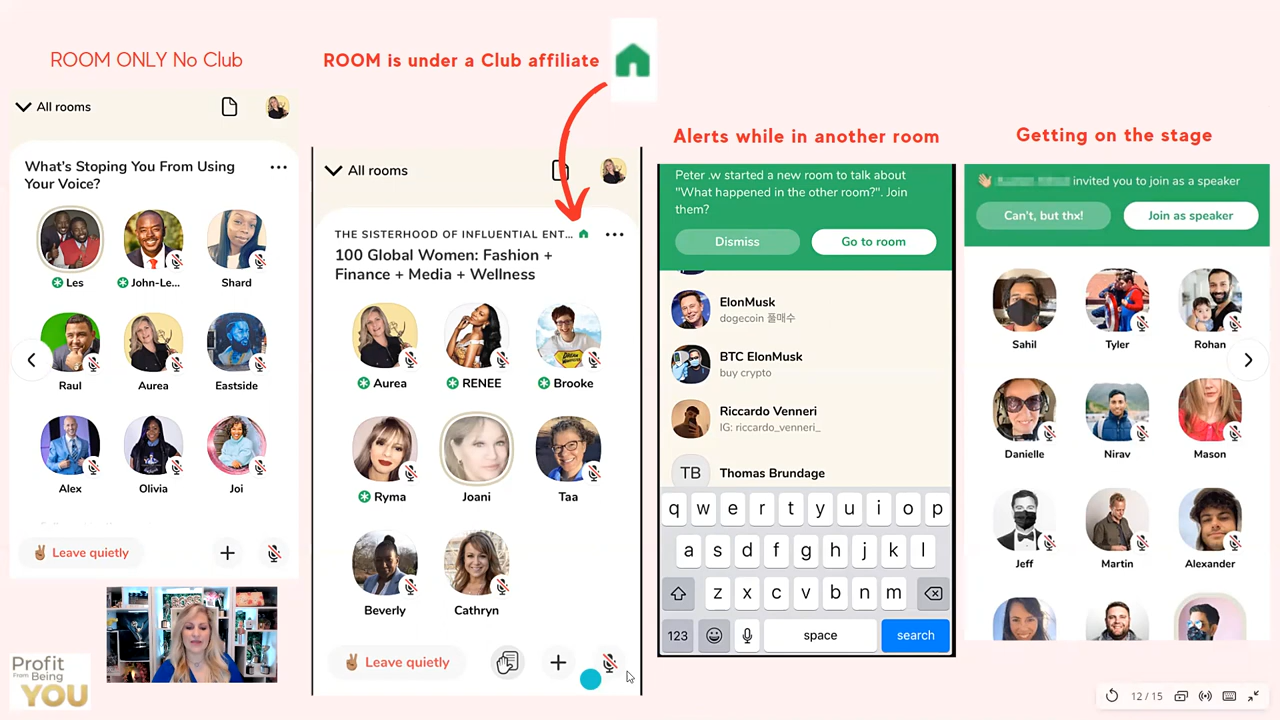 ROOM ONLY No Club
All rooms
What's Stoping You From Using
Your Voice?
Les
John-Le...
Shard
Raul
Aurea
Eastside
Alex
Olivia
Joi
Leave quietly
Profit
From Being
YOU
ROOM is under a Club affiliate
All rooms
THE SISTERHOOD OF INFLUENTIAL ENT...
100 Global Women: Fashion +
Finance + Media + Wellness
Aurea
RENEE
Brooke
Ryma
Joani
Taa
Beverly
Cathryn
Leave quietly
Alerts while in another room
Peter .w started a new room to talk about
"What happened in the other room?". Join
them?
Dismiss
Go to room
ElonMusk
dogecoin 풀매수
BTC ElonMusk
buy crypto
Riccardo Venneri
IG: riccardo_venneri_
TB
Thomas Brundage
q w e r t y u i o p
a s d f g h j k l
z x c v b n m
123
space
search
Getting on the stage
invited you to join as a speaker
Can't, but thx!
Join as speaker
Sahil
Tyler
Rohan
Danielle
Nirav
Mason
Jeff
Martin
Alexander
12 / 15